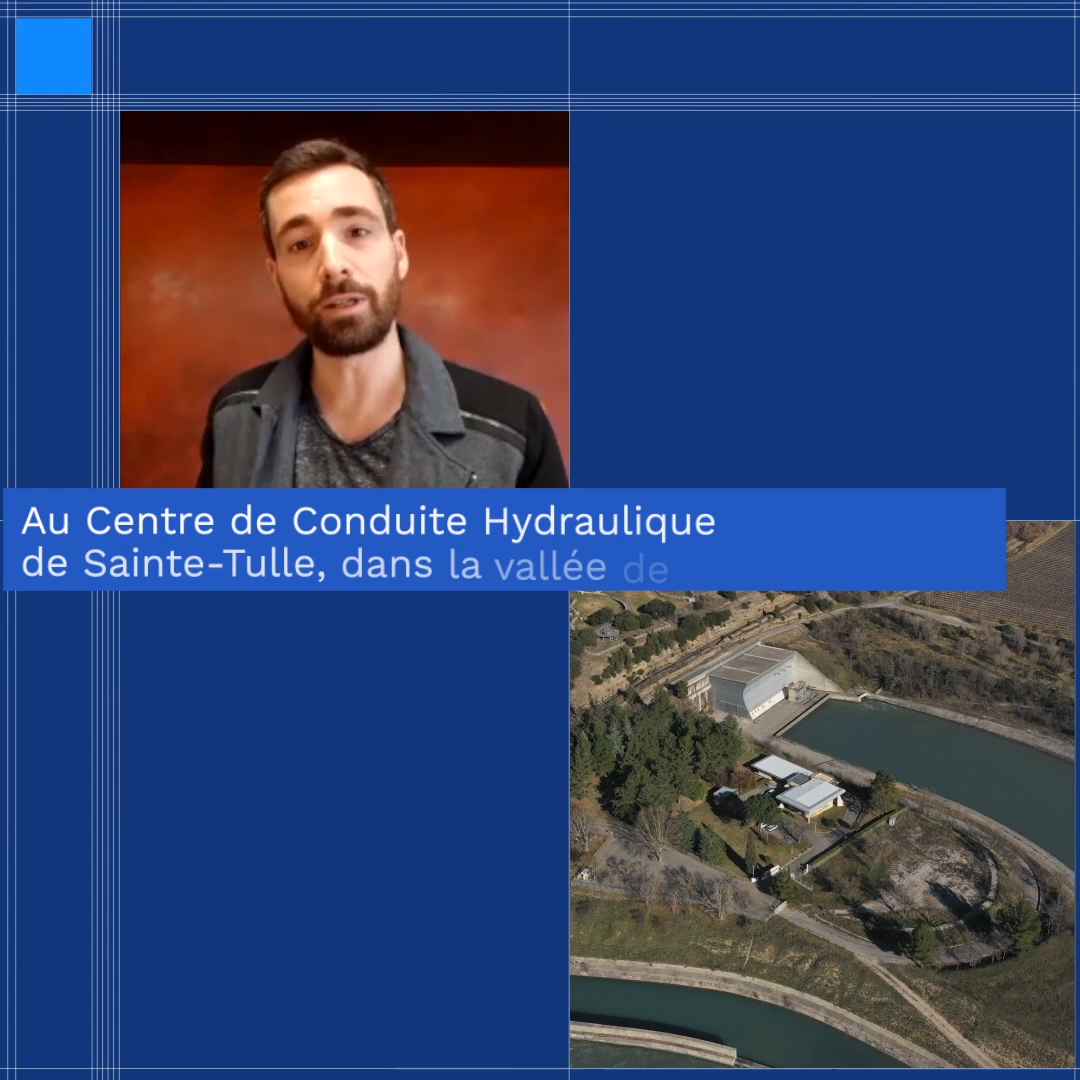 Au Centre de Conduite Hydraulique
de Sainte-Tulle, dans la vallée de